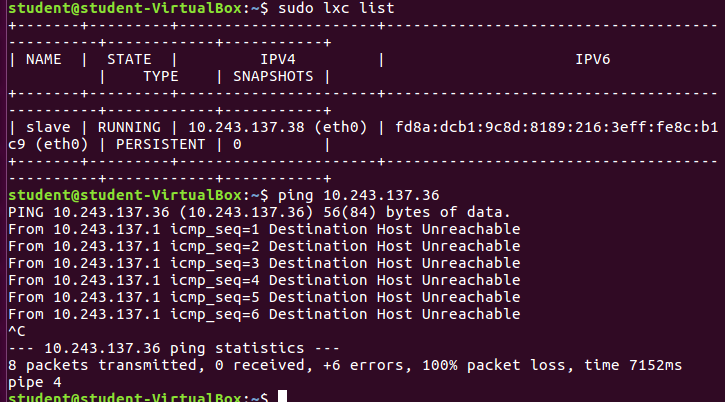 student@student-VirtualBox:~$ sudo lxc list
+-------+---------+----------------------+-------------------------------------
----------+------------+-----------+
| NAME  |  STATE  |         IPV4         |                     IPV6
          |    TYPE    | SNAPSHOTS |
+-------+---------+----------------------+-------------------------------------
----------+------------+-----------+
| slave | RUNNING | 10.243.137.38 (eth0) | fd8a:dcb1:9c8d:8189:216:3eff:fe8c:b1
c9 (eth0) | PERSISTENT | 0         |
+-------+---------+----------------------+-------------------------------------
----------+------------+-----------+
student@student-VirtualBox:~$ ping 10.243.137.36
PING 10.243.137.36 (10.243.137.36) 56(84) bytes of data.
From 10.243.137.1 icmp_seq=1 Destination Host Unreachable
From 10.243.137.1 icmp_seq=2 Destination Host Unreachable
From 10.243.137.1 icmp_seq=3 Destination Host Unreachable
From 10.243.137.1 icmp_seq=4 Destination Host Unreachable
From 10.243.137.1 icmp_seq=5 Destination Host Unreachable
From 10.243.137.1 icmp_seq=6 Destination Host Unreachable
^C
--- 10.243.137.36 ping statistics ---
8 packets transmitted, 0 received, +6 errors, 100% packet loss, time 7152ms
pipe 4
student@student-VirtualBox:~$